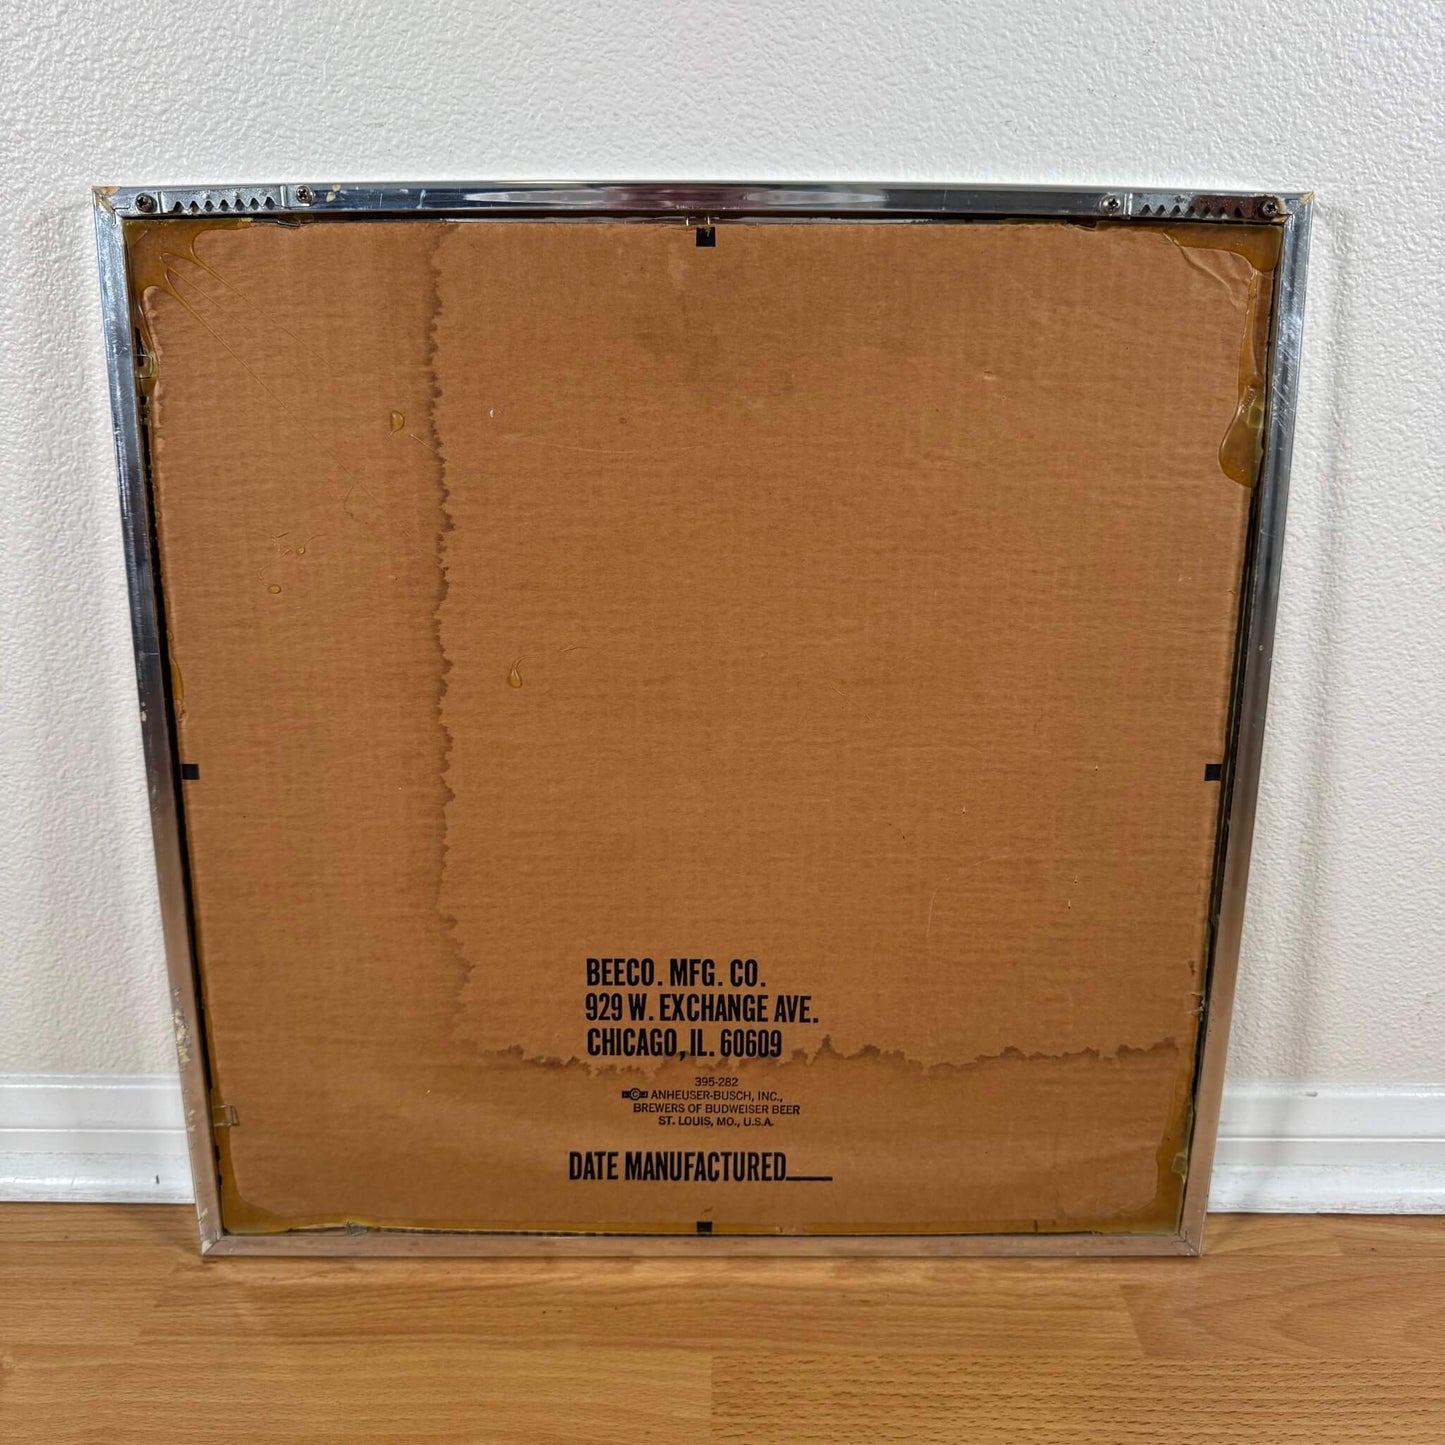 BEECO. MFG. CO.
929 W. EXCHANGE AVE.
CHICAGO, IL. 60609
395-282
© ANHEUSER-BUSCH, INC.,
BREWERS OF BUDWEISER BEER
ST. LOUIS, MO., U.S.A.
DATE MANUFACTURED____